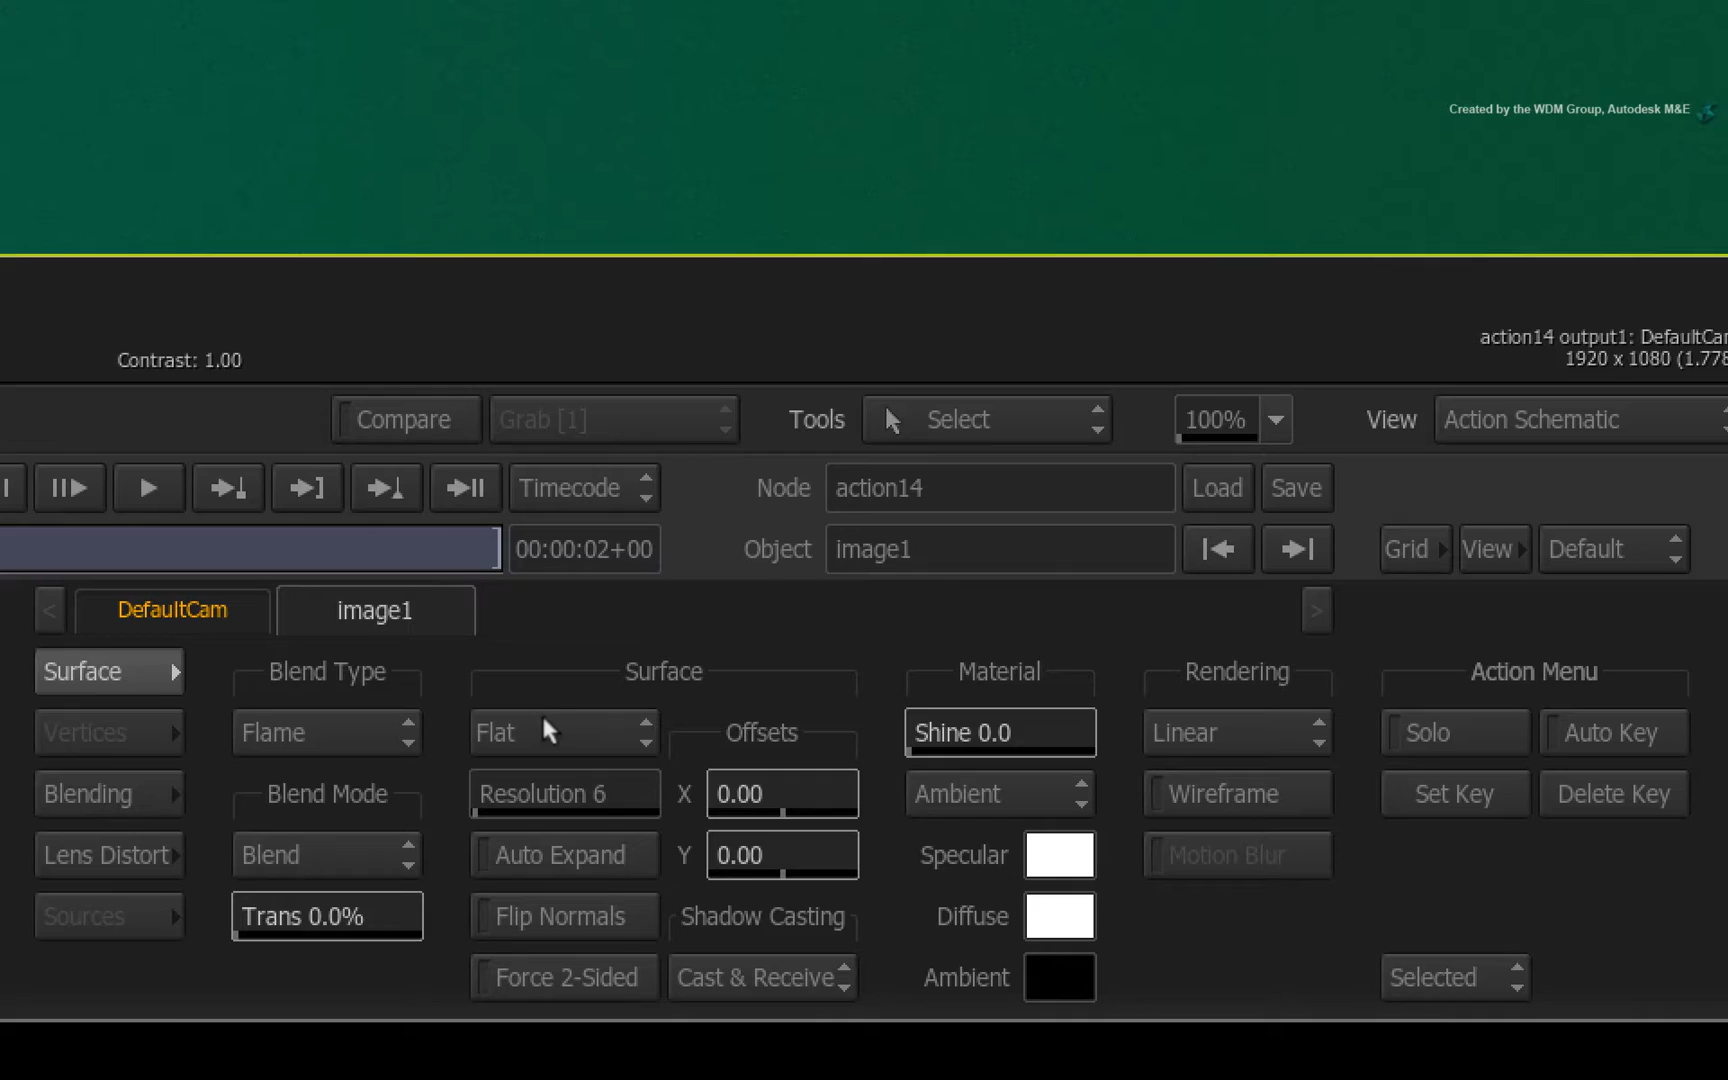 Created by the WDM Group, Autodesk M&E
action14 output1: DefaultCam
Contrast: 1.00
1920 x 1080 (1.778
Compare
Grab [1]
Tools
Select
100%
View
Action Schematic
Timecode
Node
action14
Load
Save
00:00:02+00
Object
image1
Grid
View
Default
<
DefaultCam
image1
>
Surface
Blend Type
Surface
Material
Rendering
Action Menu
Vertices
Flame
Flat
Offsets
Shine 0.0
Linear
Solo
Auto Key
Blending
Blend Mode
Resolution 6
X
0.00
Ambient
Wireframe
Set Key
Delete Key
Lens Distort
Blend
Auto Expand
Y
0.00
Specular
Motion Blur
Sources
Trans 0.0%
Flip Normals
Shadow Casting
Diffuse
Force 2-Sided
Cast & Receive
Ambient
Selected